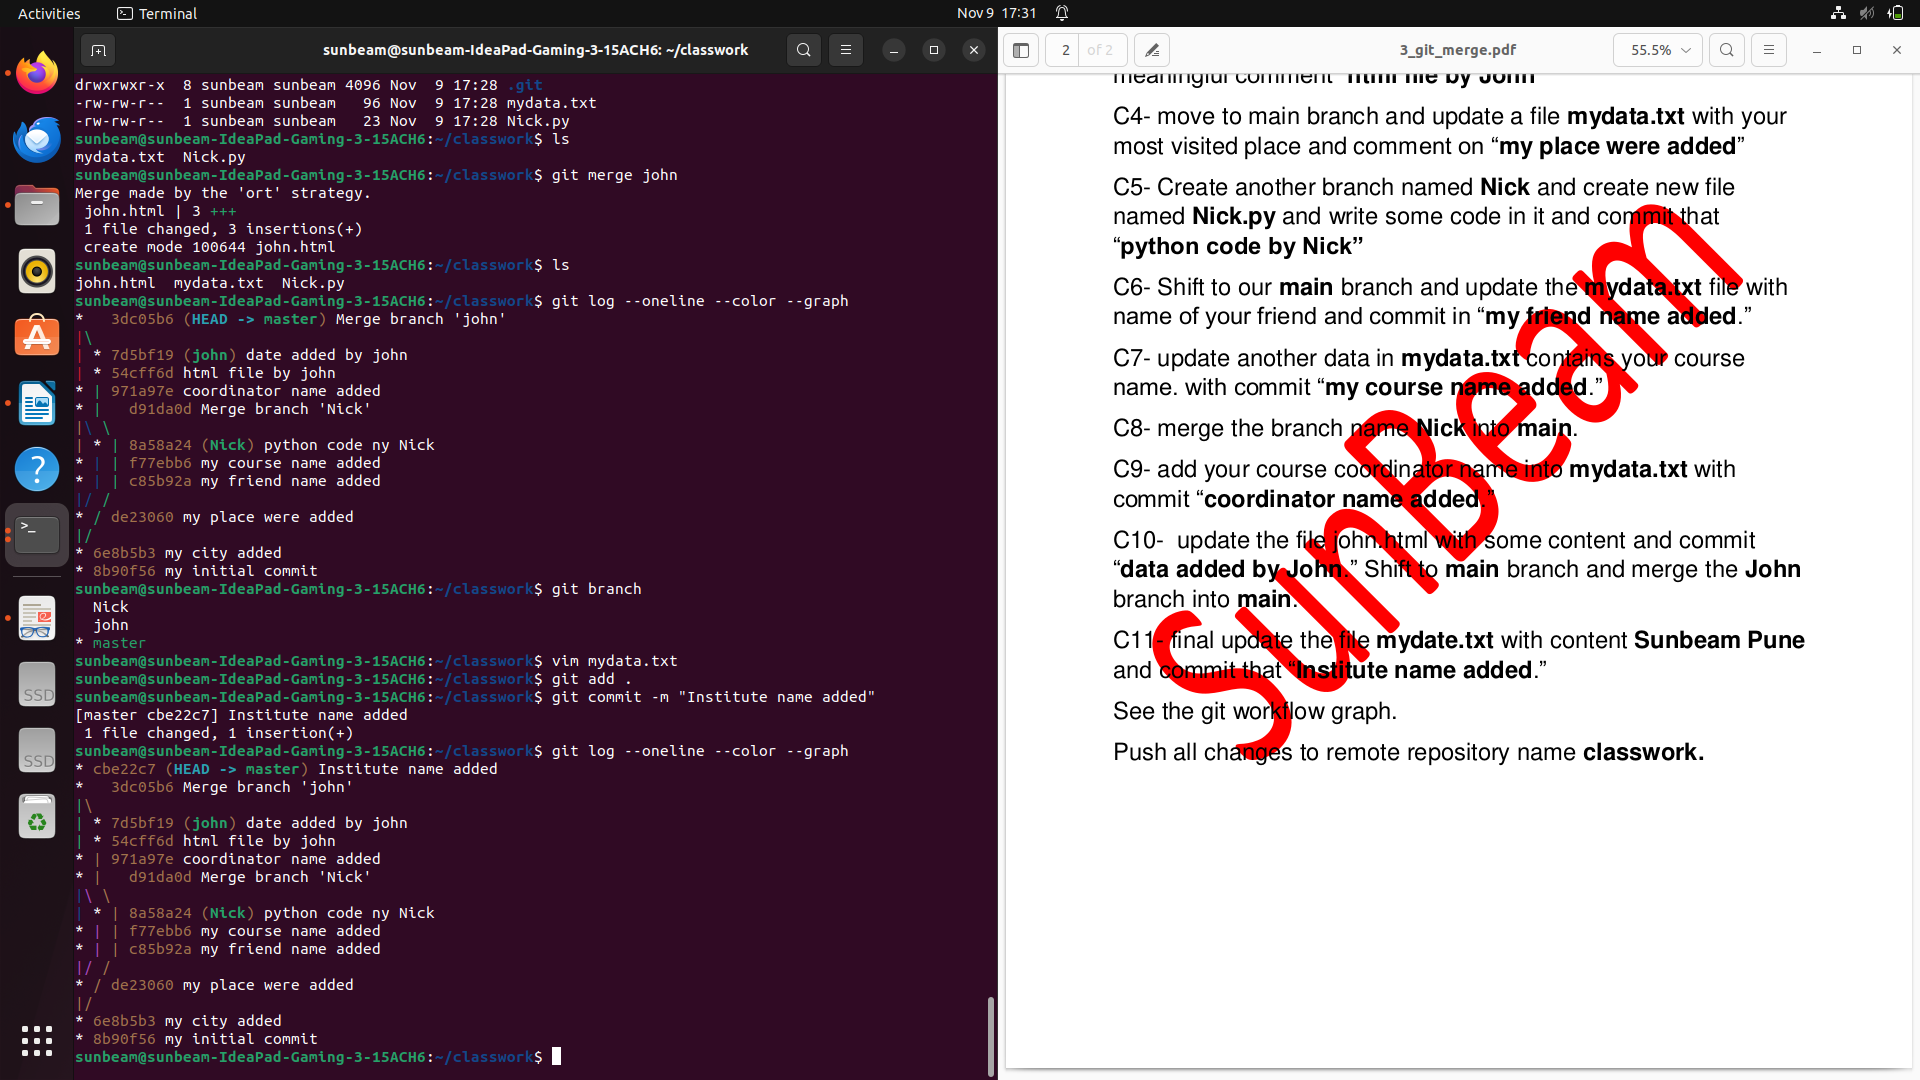 Activities
Terminal
Nov 9 17:31
sunbeam@sunbeam-IdeaPad-Gaming-3-15ACH6: ~/classwork
drwxrwxr-x  8 sunbeam sunbeam 4096 Nov  9 17:28 .git
-rw-rw-r--  1 sunbeam sunbeam   96 Nov  9 17:28 mydata.txt
-rw-rw-r--  1 sunbeam sunbeam   23 Nov  9 17:28 Nick.py
sunbeam@sunbeam-IdeaPad-Gaming-3-15ACH6:~/classwork$ ls
mydata.txt  Nick.py
sunbeam@sunbeam-IdeaPad-Gaming-3-15ACH6:~/classwork$ git merge john
Merge made by the 'ort' strategy.
 john.html | 3 +++
 1 file changed, 3 insertions(+)
 create mode 100644 john.html
sunbeam@sunbeam-IdeaPad-Gaming-3-15ACH6:~/classwork$ ls
john.html  mydata.txt  Nick.py
sunbeam@sunbeam-IdeaPad-Gaming-3-15ACH6:~/classwork$ git log --oneline --color --graph
*   3dc05b6 (HEAD -> master) Merge branch 'john'
|\
| * 7d5bf19 (john) date added by john
| * 54cff6d html file by john
* | 971a97e coordinator name added
* |   d91da0d Merge branch 'Nick'
|\ \
| * | 8a58a24 (Nick) python code ny Nick
* | | f77ebb6 my course name added
* | | c85b92a my friend name added
|/ /
* / de23060 my place were added
|/
* 6e8b5b3 my city added
* 8b90f56 my initial commit
sunbeam@sunbeam-IdeaPad-Gaming-3-15ACH6:~/classwork$ git branch
  Nick
  john
* master
sunbeam@sunbeam-IdeaPad-Gaming-3-15ACH6:~/classwork$ vim mydata.txt
sunbeam@sunbeam-IdeaPad-Gaming-3-15ACH6:~/classwork$ git add .
sunbeam@sunbeam-IdeaPad-Gaming-3-15ACH6:~/classwork$ git commit -m "Institute name added"
[master cbe22c7] Institute name added
 1 file changed, 1 insertion(+)
sunbeam@sunbeam-IdeaPad-Gaming-3-15ACH6:~/classwork$ git log --oneline --color --graph
* cbe22c7 (HEAD -> master) Institute name added
*   3dc05b6 Merge branch 'john'
|\
| * 7d5bf19 (john) date added by john
| * 54cff6d html file by john
* | 971a97e coordinator name added
* |   d91da0d Merge branch 'Nick'
|\ \
| * | 8a58a24 (Nick) python code ny Nick
* | | f77ebb6 my course name added
* | | c85b92a my friend name added
|/ /
* / de23060 my place were added
|/
* 6e8b5b3 my city added
* 8b90f56 my initial commit
sunbeam@sunbeam-IdeaPad-Gaming-3-15ACH6:~/classwork$
SSD
SSD
2 of 2
3_git_merge.pdf
55.5%
meaningful comment "html file by John"
C4- move to main branch and update a file mydata.txt with your
most visited place and comment on “my place were added”
C5- Create another branch named Nick and create new file
named Nick.py and write some code in it and commit that
“python code by Nick”
C6- Shift to our main branch and update the mydata.txt file with
name of your friend and commit in “my friend name added.”
C7- update another data in mydata.txt contains your course
name. with commit “my course name added.”
C8- merge the branch name Nick into main.
C9- add your course coordinator name into mydata.txt with
commit “coordinator name added.”
C10-  update the file john.html with some content and commit
“data added by John.” Shift to main branch and merge the John
branch into main.
C11- final update the file mydate.txt with content Sunbeam Pune
and commit that “Institute name added.”
See the git workflow graph.
Push all changes to remote repository name classwork.
SunBeam